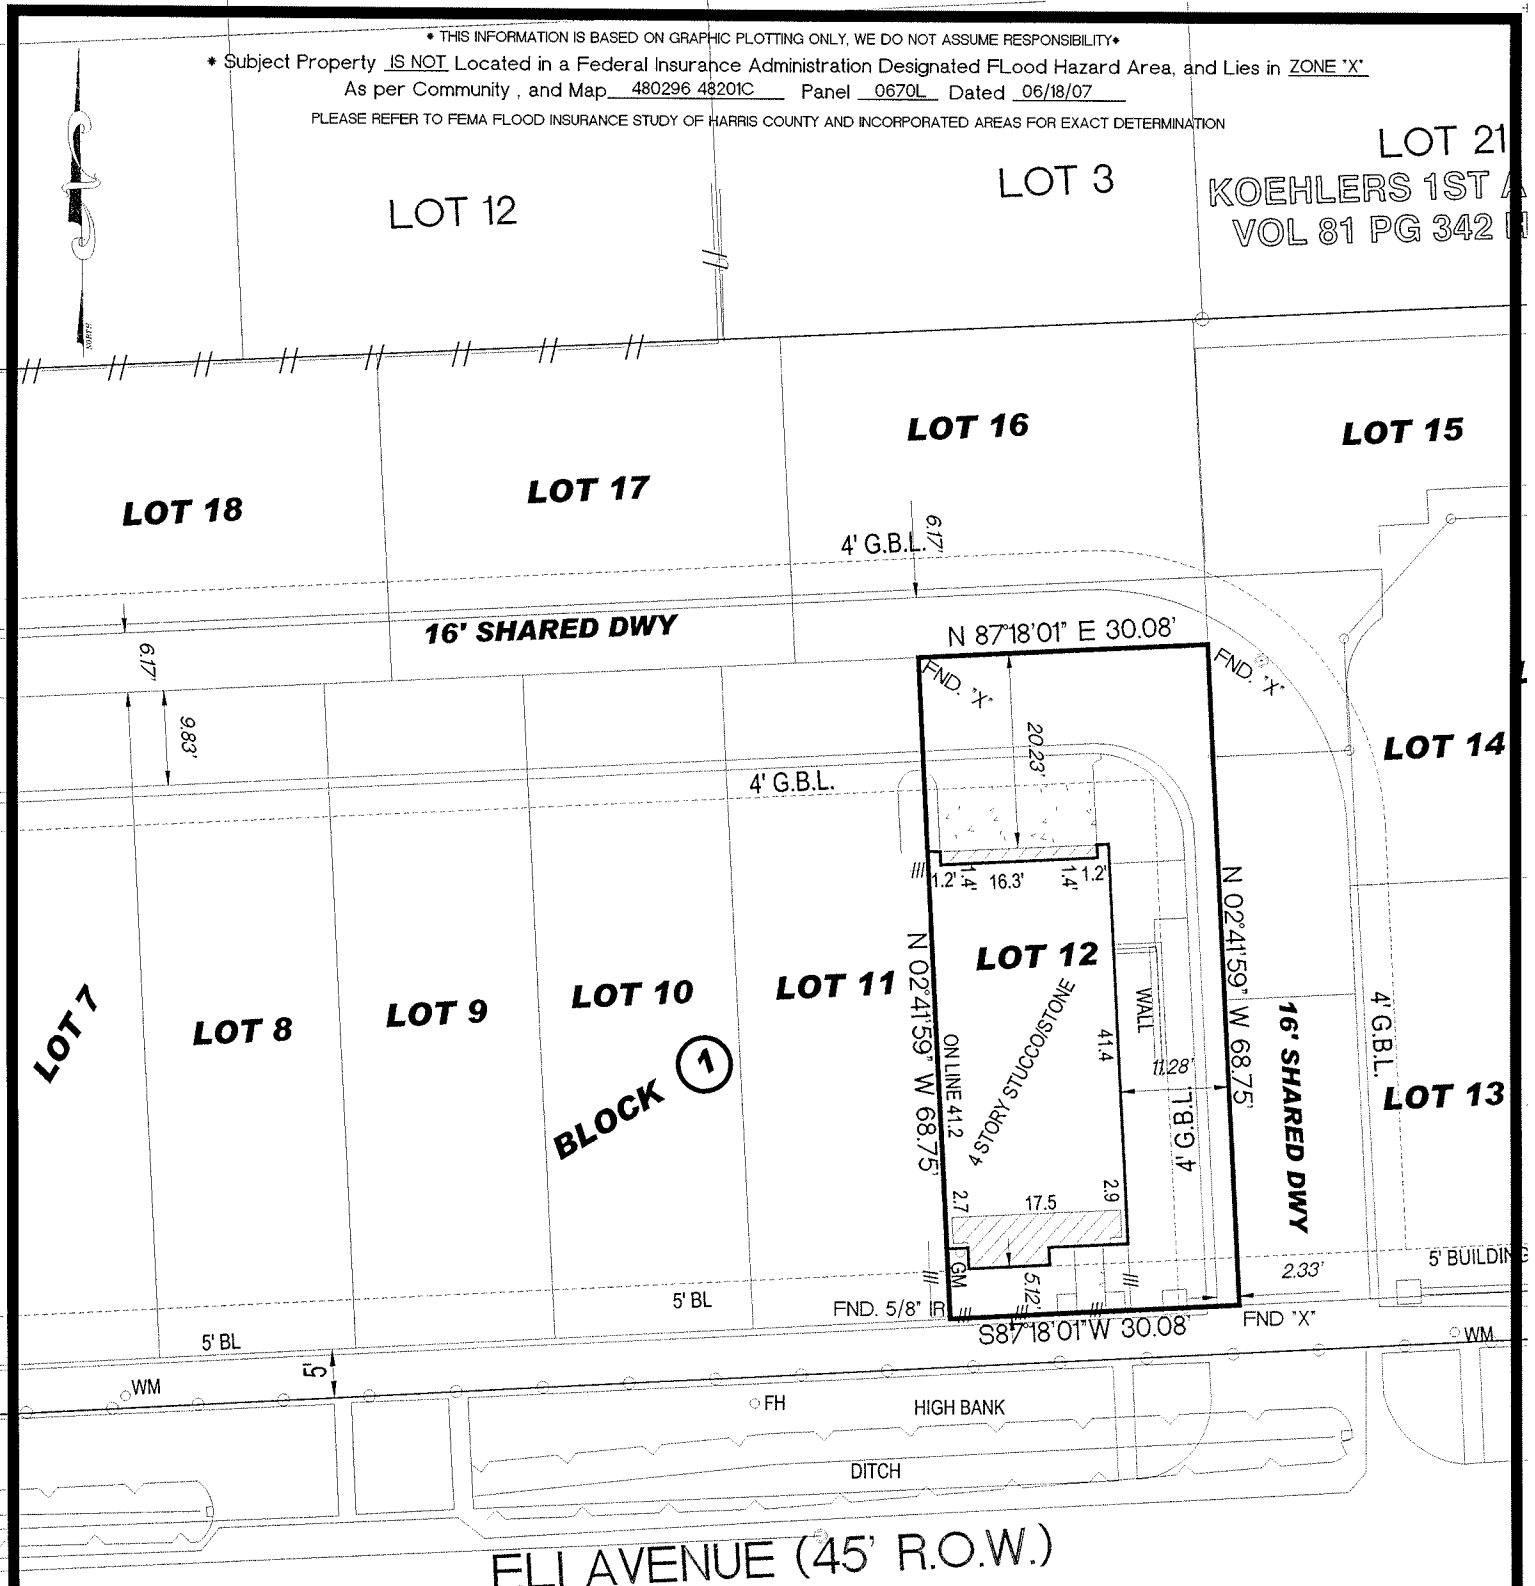 * THIS INFORMATION IS BASED ON GRAPHIC PLOTTING ONLY, WE DO NOT ASSUME RESPONSIBILITY*
* Subject Property IS NOT Located in a Federal Insurance Administration Designated FLood Hazard Area, and Lies in ZONE "X"
As per Community , and Map 480296 48201C Panel 0670L Dated 06/18/07
PLEASE REFER TO FEMA FLOOD INSURANCE STUDY OF HARRIS COUNTY AND INCORPORATED AREAS FOR EXACT DETERMINATION
NORTH
LOT 12
LOT 3
LOT 21
KOEHLERS 1ST
VOL 81 PG 342
LOT 18
LOT 17
LOT 16
LOT 15
4' G.B.L.
6.17'
16' SHARED DWY
6.17'
9.83'
N 87°18'01" E 30.08'
FND. "X"
FND. "X"
20.23'
4' G.B.L.
LOT 14
1.2'
1.4'
16.3'
1.4'
1.2'
LOT 7
LOT 8
LOT 9
LOT 10
LOT 11
LOT 12
N 02°41'59" W 68.75'
ON LINE 41.2
4 STORY STUCCO/STONE
41.4
WALL
11.28'
4' G.B.L.
N 02°41'59" W 68.75'
16' SHARED DWY
4' G.B.L.
LOT 13
BLOCK 1
2.7
17.5
2.9
GM
5.12'
2.33'
5' BUILDING
5' BL
5' BL
FND. 5/8" IR
S87°18'01"W 30.08'
FND "X"
5'
WM
WM
FH
HIGH BANK
DITCH
ELI AVENUE (45' R.O.W.)